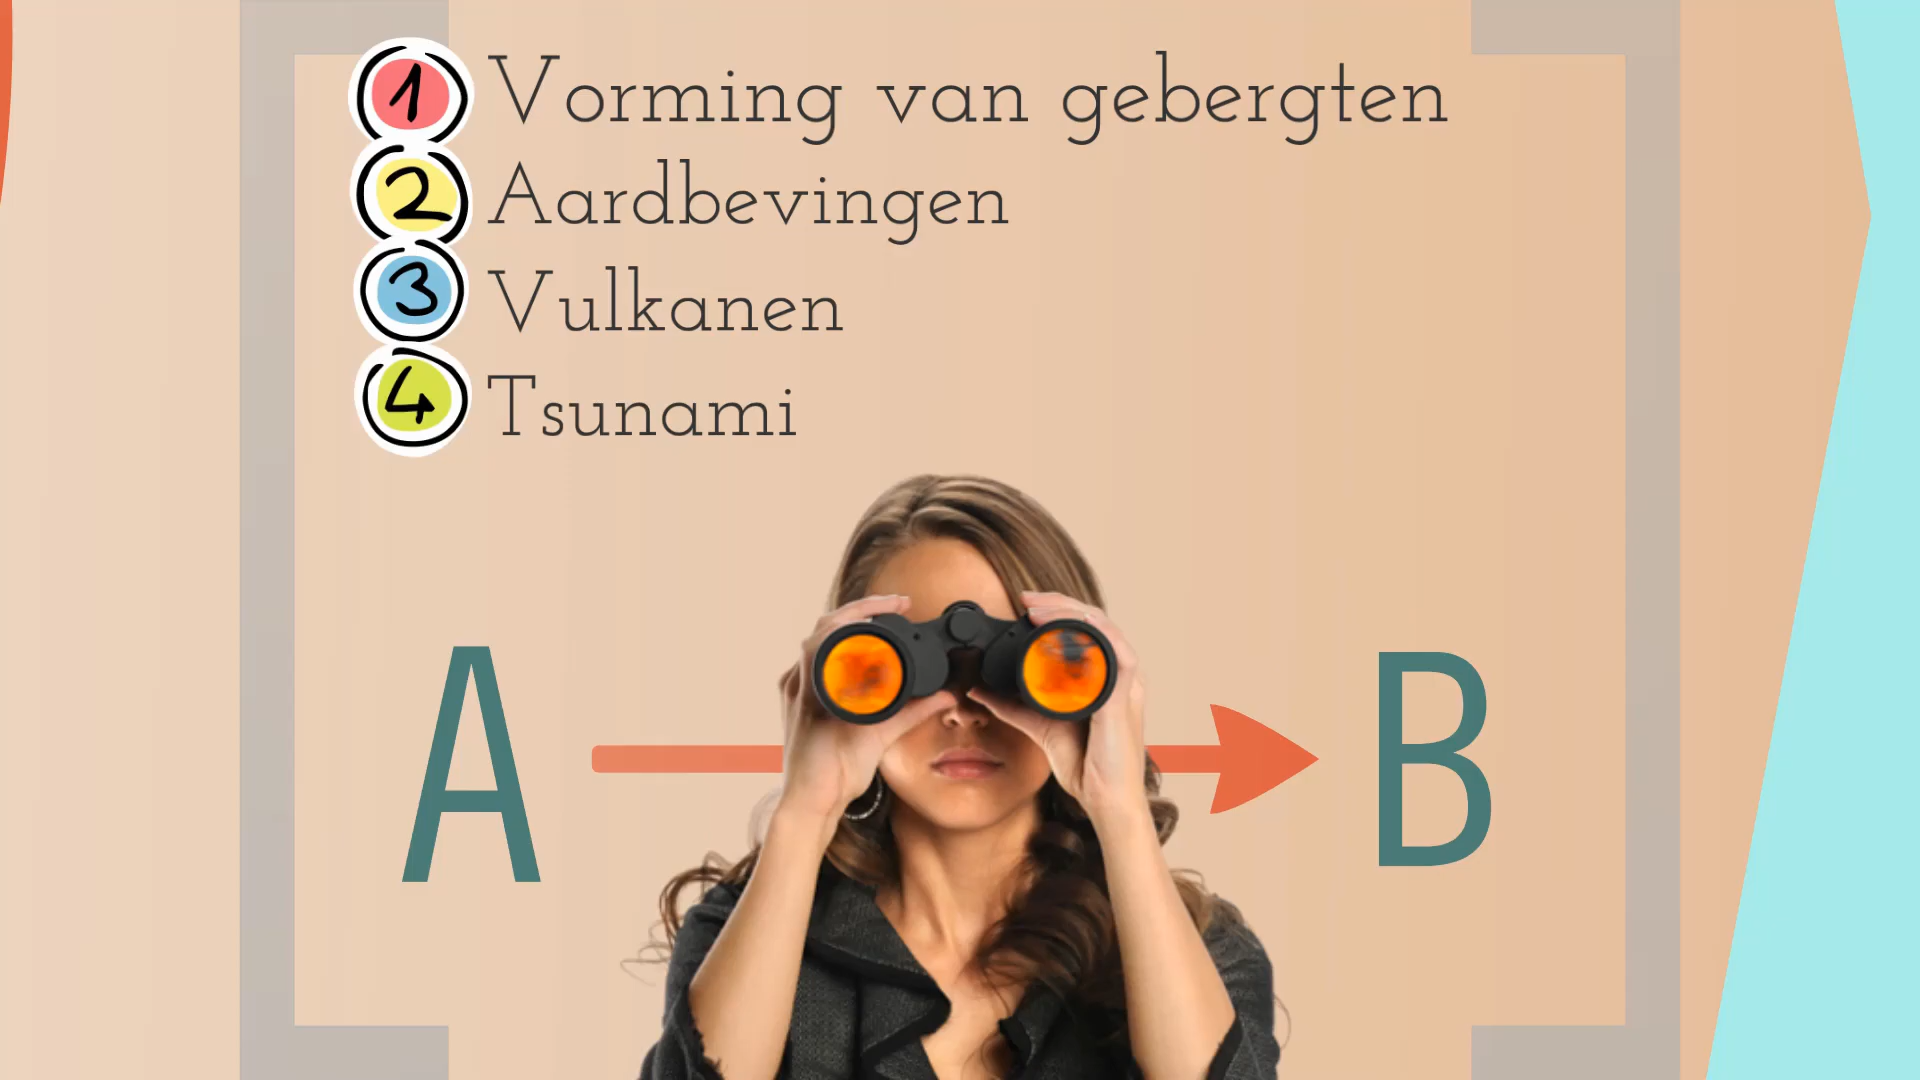 1 Vorming van gebergten
2 Aardbevingen
3 Vulkanen
4 Tsunami
A B